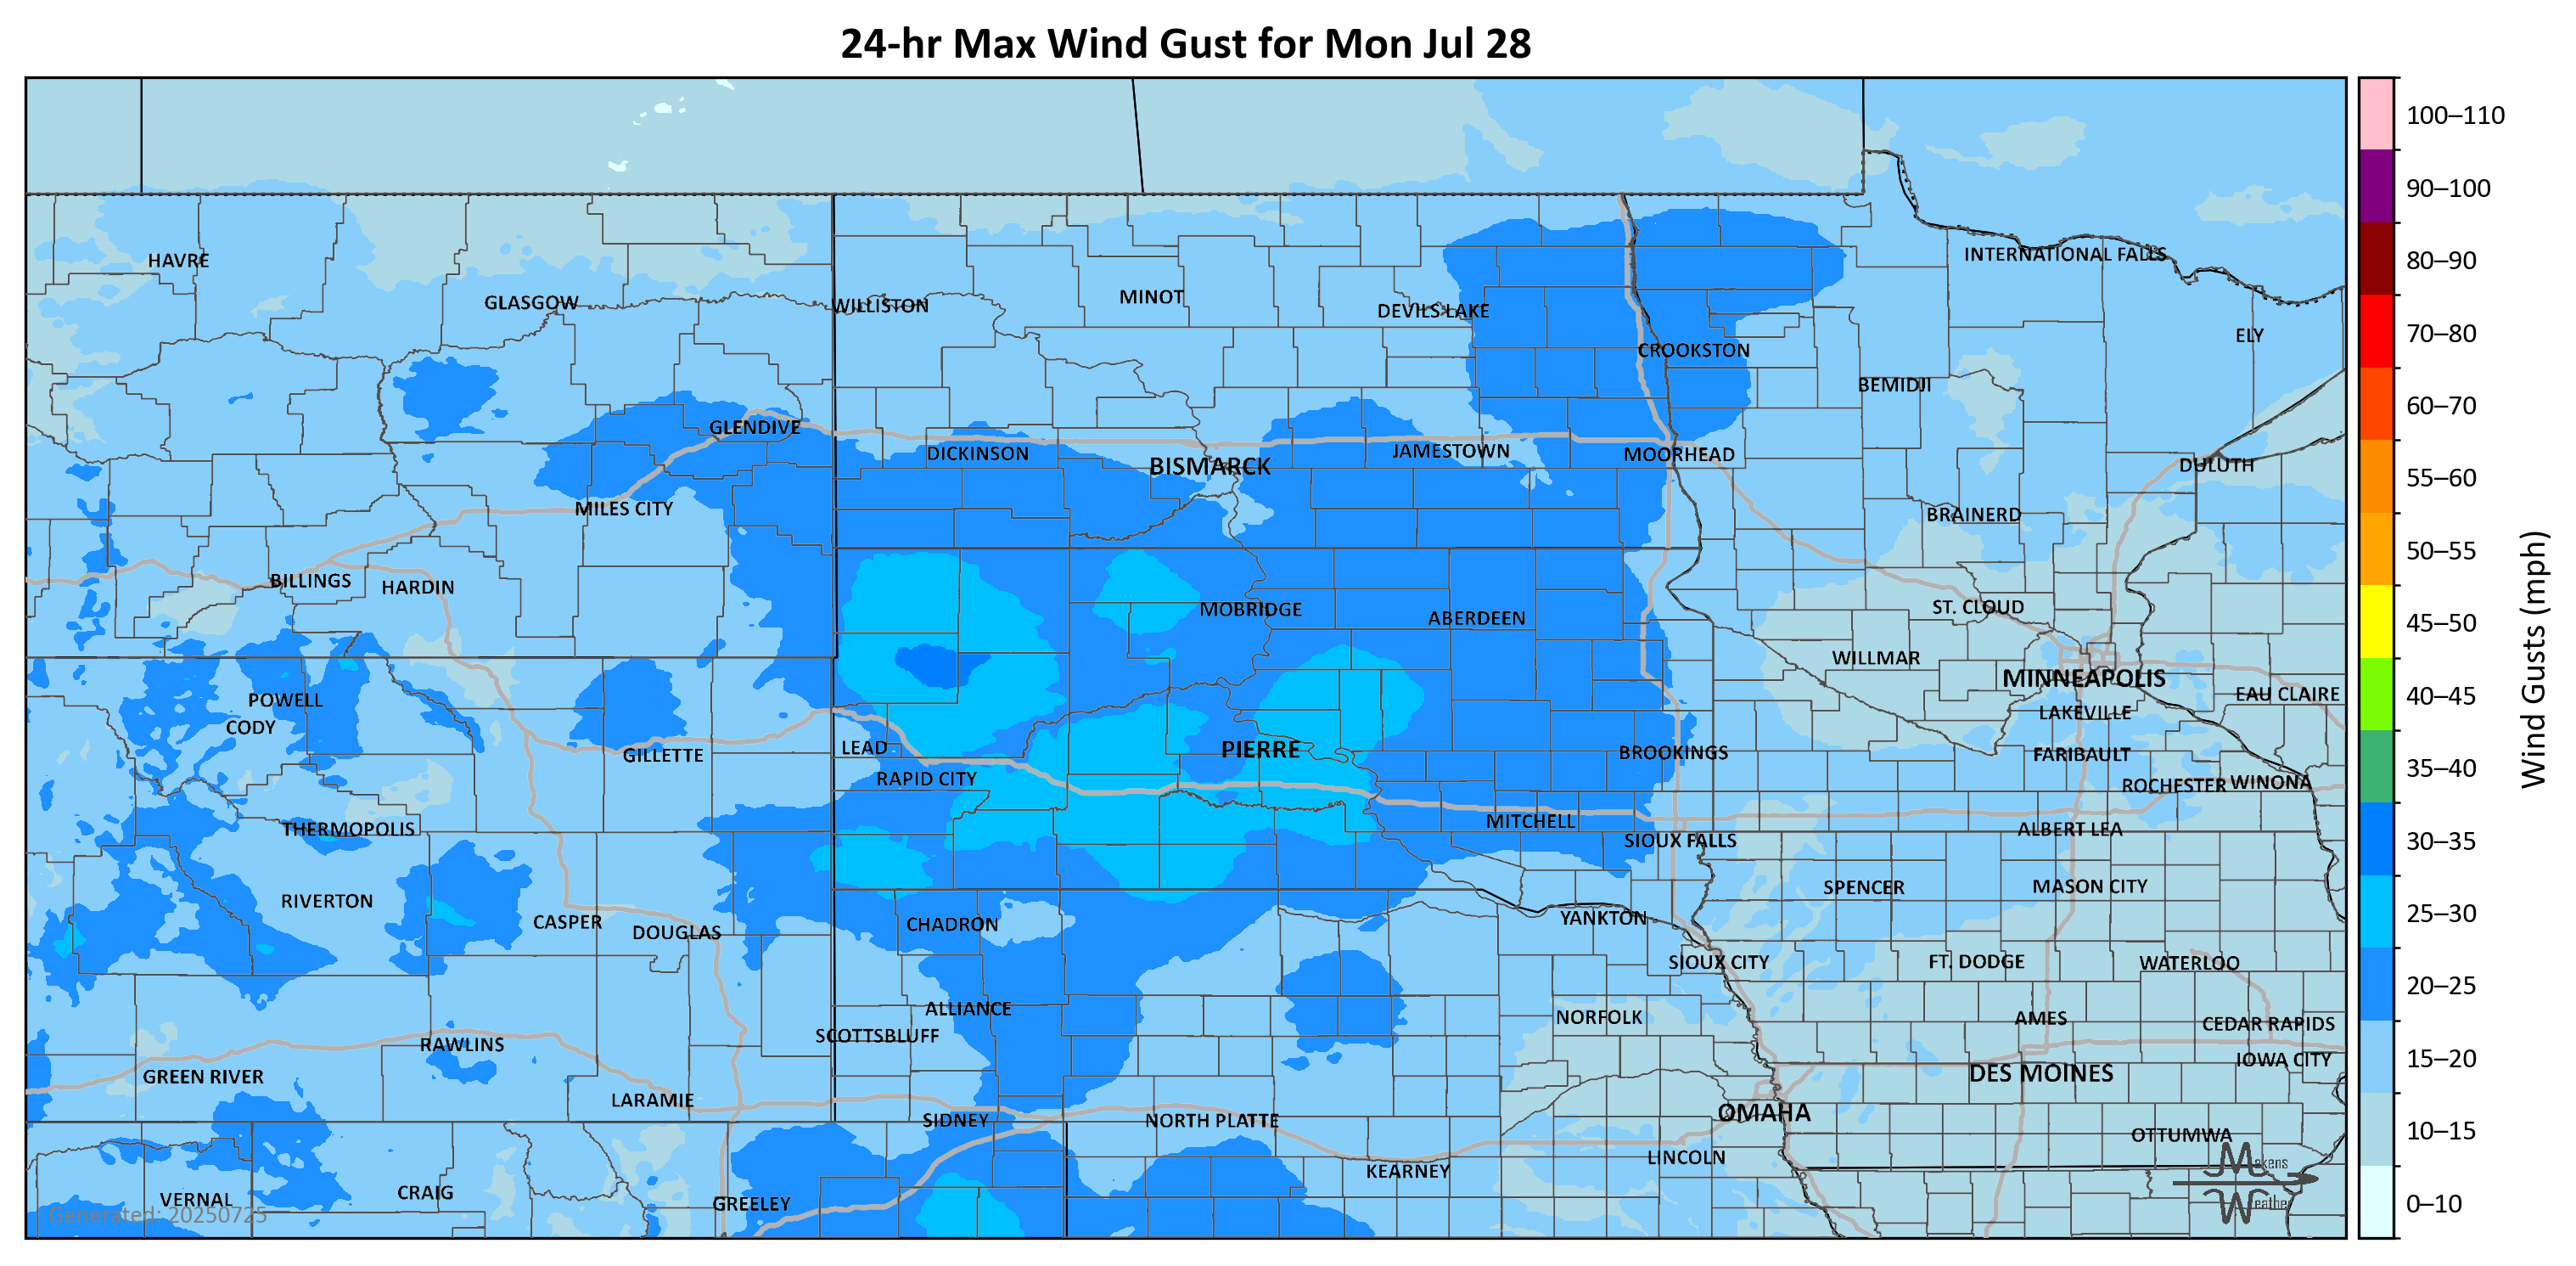 24-hr Max Wind Gust for Mon Jul 28
100–110
90–100
80–90
70–80
60–70
55–60
50–55
45–50
40–45
35–40
30–35
25–30
20–25
15–20
10–15
0–10
Wind Gusts (mph)
INTERNATIONAL FALLS
HAVRE
GLASGOW
WILLISTON
MINOT
DEVILS LAKE
ELY
CROOKSTON
BEMIDJI
GLENDIVE
DICKINSON
BISMARCK
JAMESTOWN
MOORHEAD
DULUTH
MILES CITY
BRAINERD
BILLINGS
HARDIN
MOBRIDGE
ABERDEEN
ST. CLOUD
WILLMAR
MINNEAPOLIS
EAU CLAIRE
POWELL
CODY
LAKEVILLE
GILLETTE
LEAD
PIERRE
BROOKINGS
FARIBAULT
RAPID CITY
ROCHESTER
WINONA
THERMOPOLIS
MITCHELL
ALBERT LEA
SIOUX FALLS
RIVERTON
SPENCER
MASON CITY
CASPER
DOUGLAS
CHADRON
YANKTON
SIOUX CITY
FT. DODGE
WATERLOO
ALLIANCE
NORFOLK
AMES
CEDAR RAPIDS
SCOTTSBLUFF
RAWLINS
IOWA CITY
GREEN RIVER
DES MOINES
LARAMIE
SIDNEY
NORTH PLATTE
OMAHA
OTTUMWA
KEARNEY
LINCOLN
VERNAL
CRAIG
GREELEY
Generated: 20250725
Makens
Weather